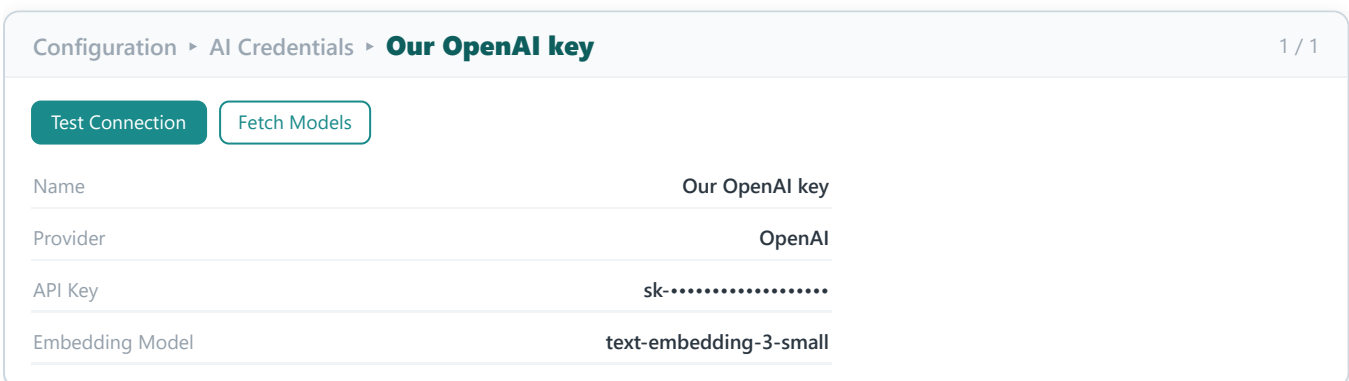 Configuration ▸ AI Credentials ▸ Our OpenAI key 1 / 1
Test Connection Fetch Models
Name Our OpenAI key
Provider OpenAI
API Key sk-•••••••••••••••••••
Embedding Model text-embedding-3-small